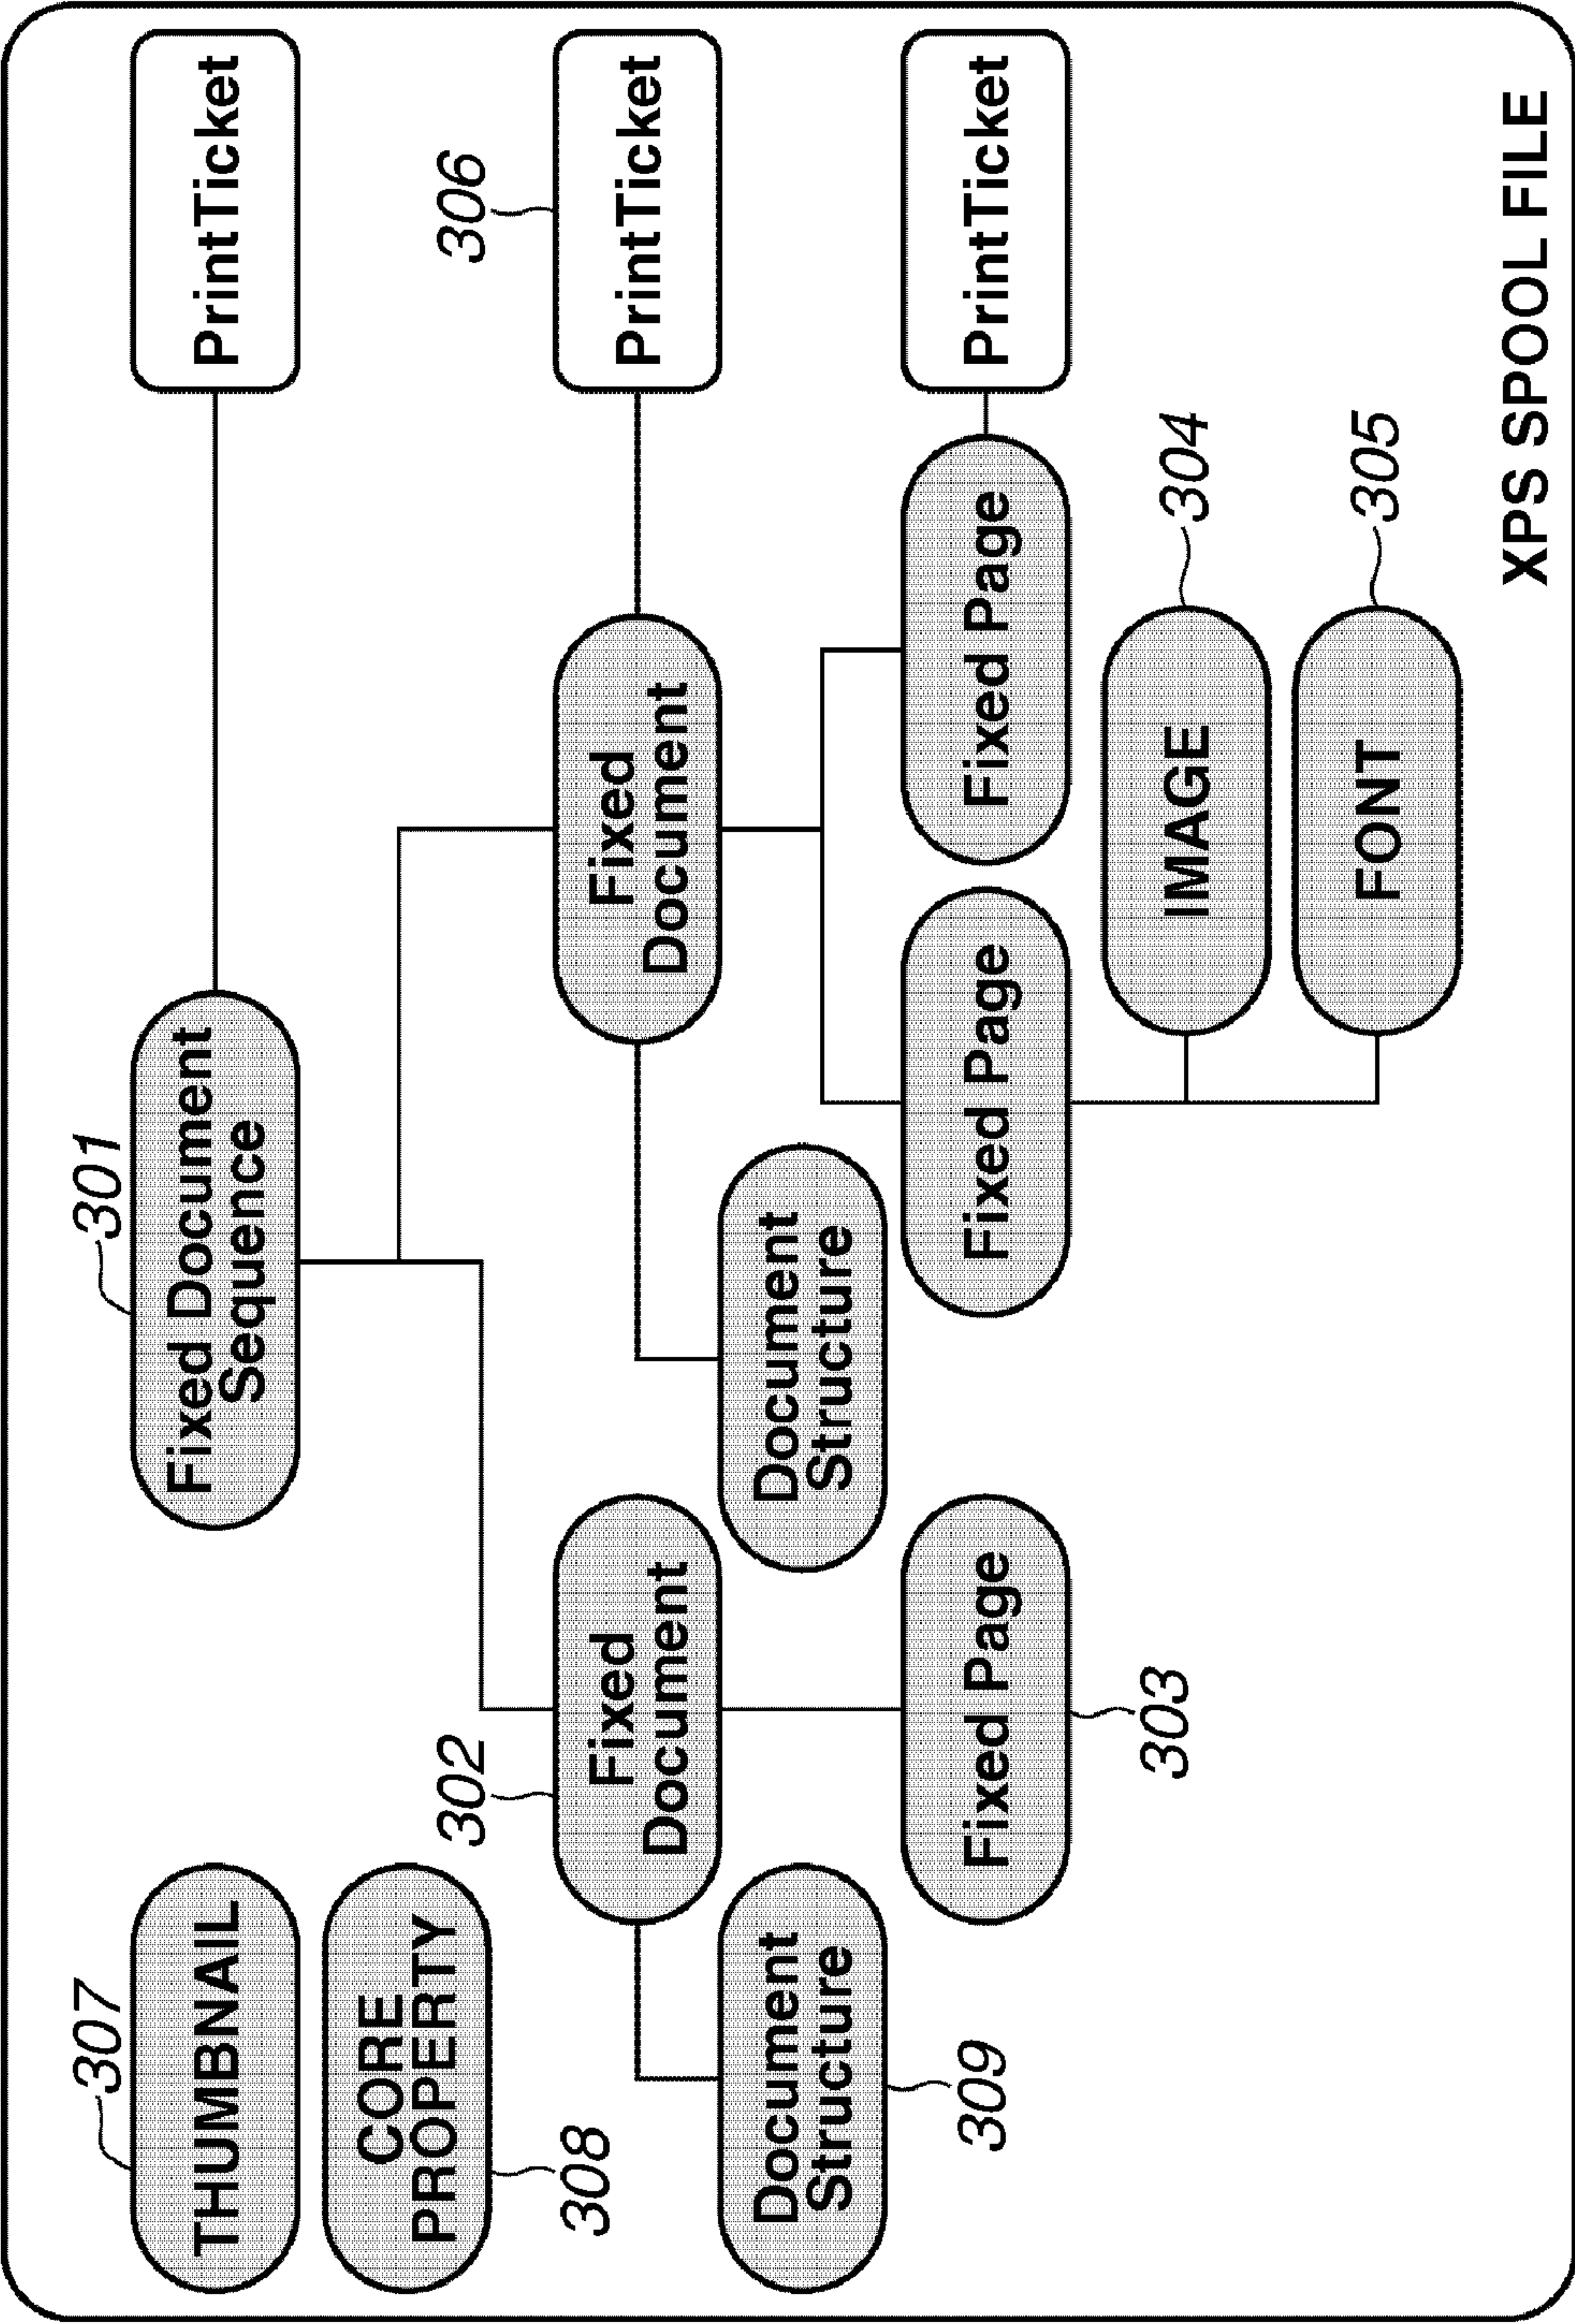 307
301
THUMBNAIL
Fixed Document
Sequence
PrintTicket
CORE
PROPERTY
308
302
306
Fixed
Document
Fixed
Document
PrintTicket
Document
Structure
309
Document
Structure
Fixed Page
303
Fixed Page
Fixed Page
PrintTicket
IMAGE
304
FONT
305
XPS SPOOL FILE